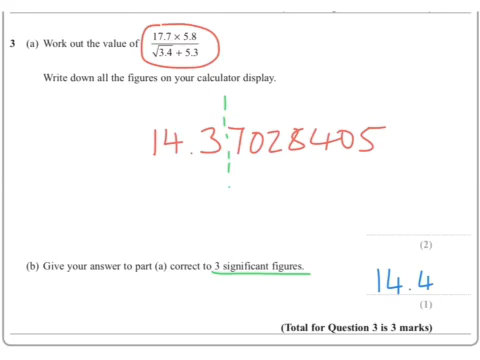 3 (a) Work out the value of 17.7 × 5.8 / √3.4 + 5.3
Write down all the figures on your calculator display.
14.37028405
(2)
(b) Give your answer to part (a) correct to 3 significant figures.
14.4
(1)
(Total for Question 3 is 3 marks)